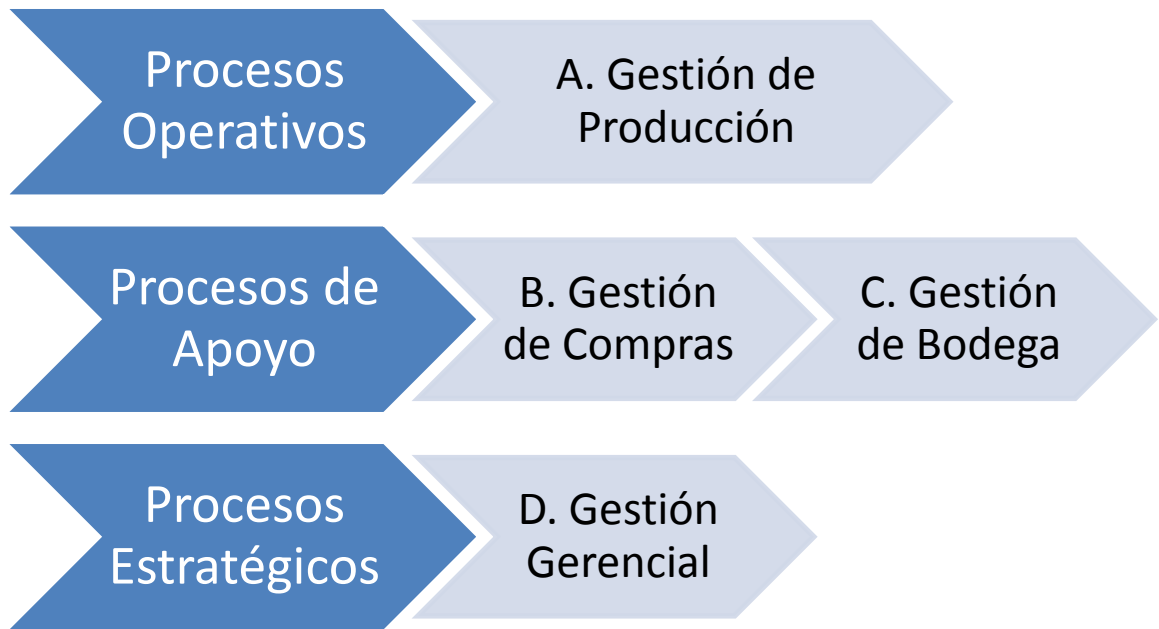 Procesos
Operativos
A. Gestión de
Producción
Procesos de
Apoyo
B. Gestión
de Compras
C. Gestión
de Bodega
Procesos
Estratégicos
D. Gestión
Gerencial